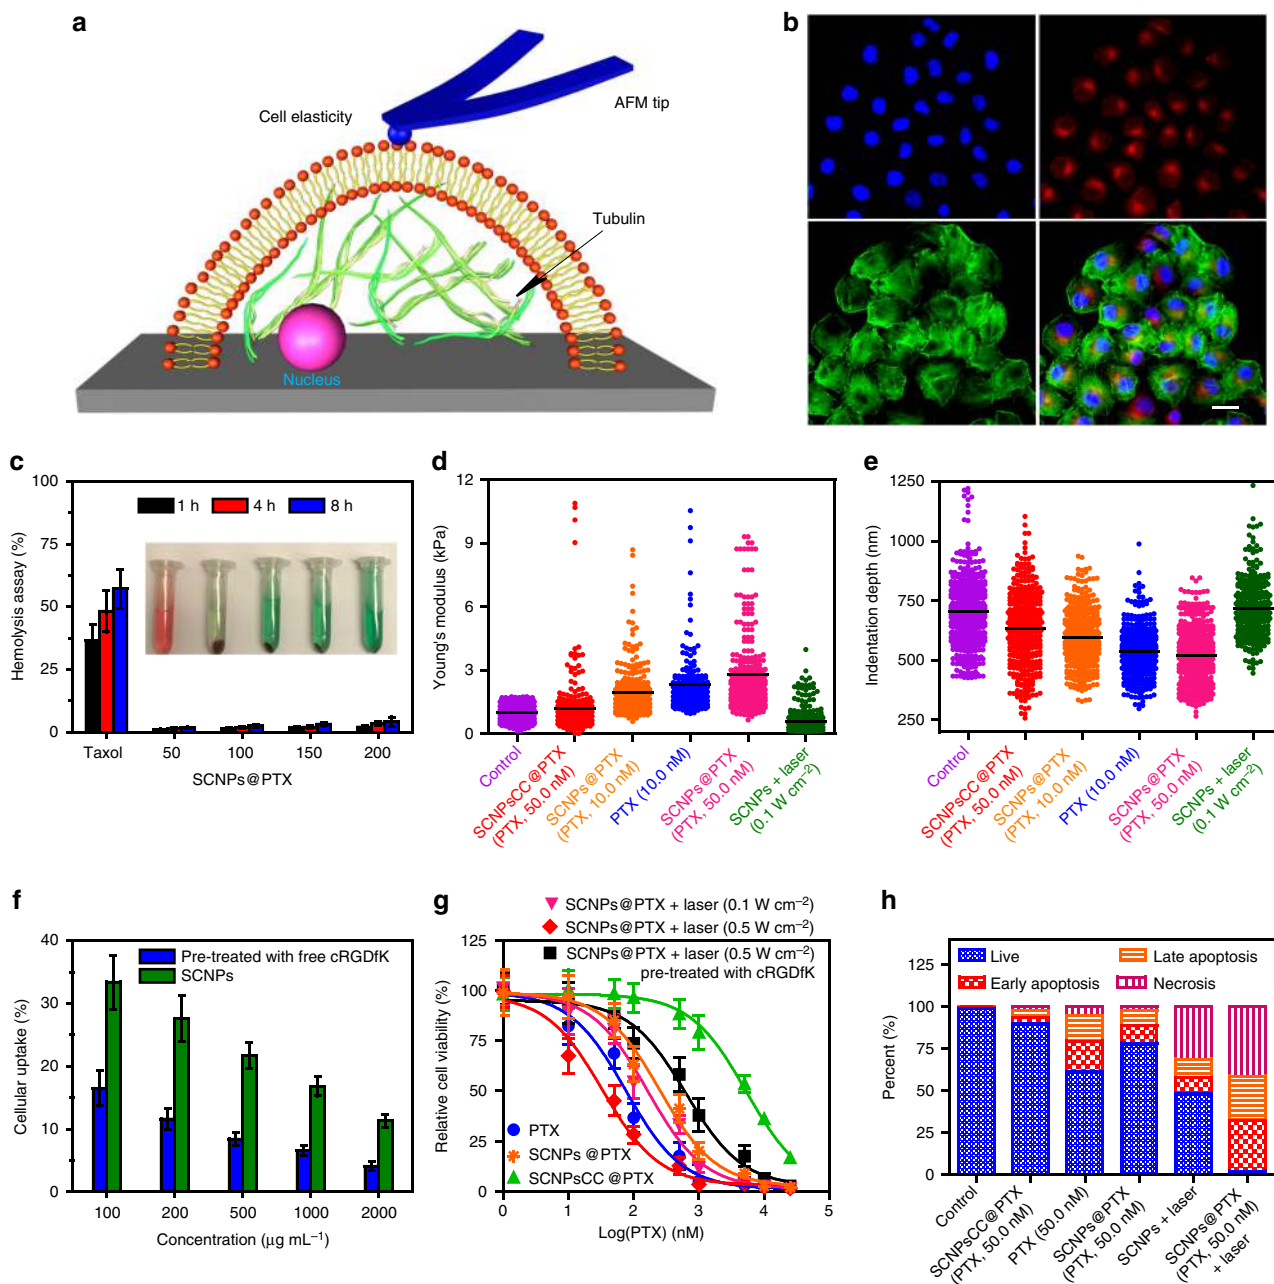 a
Cell elasticity
AFM tip
Tubulin
Nucleus
b
c
Hemolysis assay (%)
100
75
50
25
0
1 h
4 h
8 h
Taxol
50
100
150
200
SCNPs@PTX
d
Young's modulus (kPa)
12
9
6
3
0
Control
SCNPsCC@PTX
(PTX, 50.0 nM)
SCNPs@PTX
(PTX, 10.0 nM)
PTX (10.0 nM)
SCNPs@PTX
(PTX, 50.0 nM)
SCNPs + laser
(0.1 W cm⁻²)
e
Indentation depth (nm)
1250
1000
750
500
250
Control
SCNPsCC@PTX
(PTX, 50.0 nM)
SCNPs@PTX
(PTX, 10.0 nM)
PTX (10.0 nM)
SCNPs@PTX
(PTX, 50.0 nM)
SCNPs + laser
(0.1 W cm⁻²)
f
Cellular uptake (%)
40
30
20
10
0
Pre-treated with free cRGDfK
SCNPs
100
200
500
1000
2000
Concentration (μg mL⁻¹)
g
SCNPs@PTX + laser (0.1 W cm⁻²)
SCNPs@PTX + laser (0.5 W cm⁻²)
SCNPs@PTX + laser (0.5 W cm⁻²)
pre-treated with cRGDfK
Relative cell viability (%)
125
100
75
50
25
0
PTX
SCNPs @PTX
SCNPsCC @PTX
0
1
2
3
4
5
Log(PTX) (nM)
h
Live
Late apoptosis
Early apoptosis
Necrosis
Percent (%)
100
75
50
25
0
Control
SCNPsCC@PTX
(PTX, 50.0 nM)
PTX (50.0 nM)
SCNPs@PTX
(PTX, 50.0 nM)
SCNPs + laser
SCNPs@PTX
(PTX, 50.0 nM)
+ laser